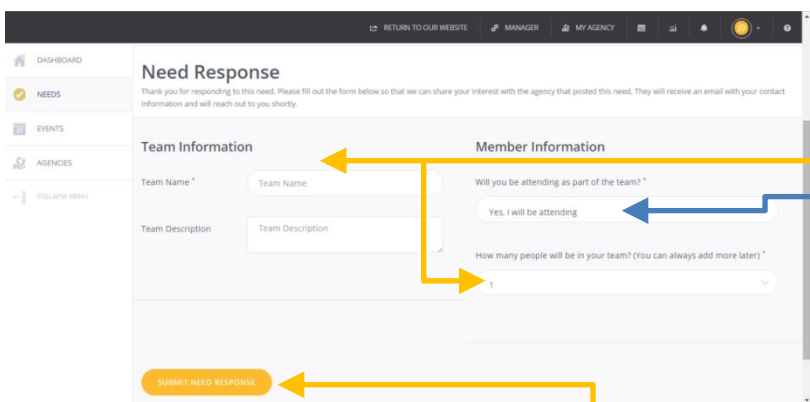 RETURN TO OUR WEBSITE MANAGER MY AGENCY
DASHBOARD
NEEDS
EVENTS
AGENCIES
COLLAPSE MENU
Need Response
Thank you for responding to this need. Please fill out the form below so that we can share your interest with the agency that posted this need. They will receive an email with your contact
information and will reach out to you shortly.
Team Information
Team Name * Team Name
Team Description Team Description
Member Information
Will you be attending as part of the team? *
Yes, I will be attending
How many people will be in your team? (You can always add more later) *
1
SUBMIT NEED RESPONSE